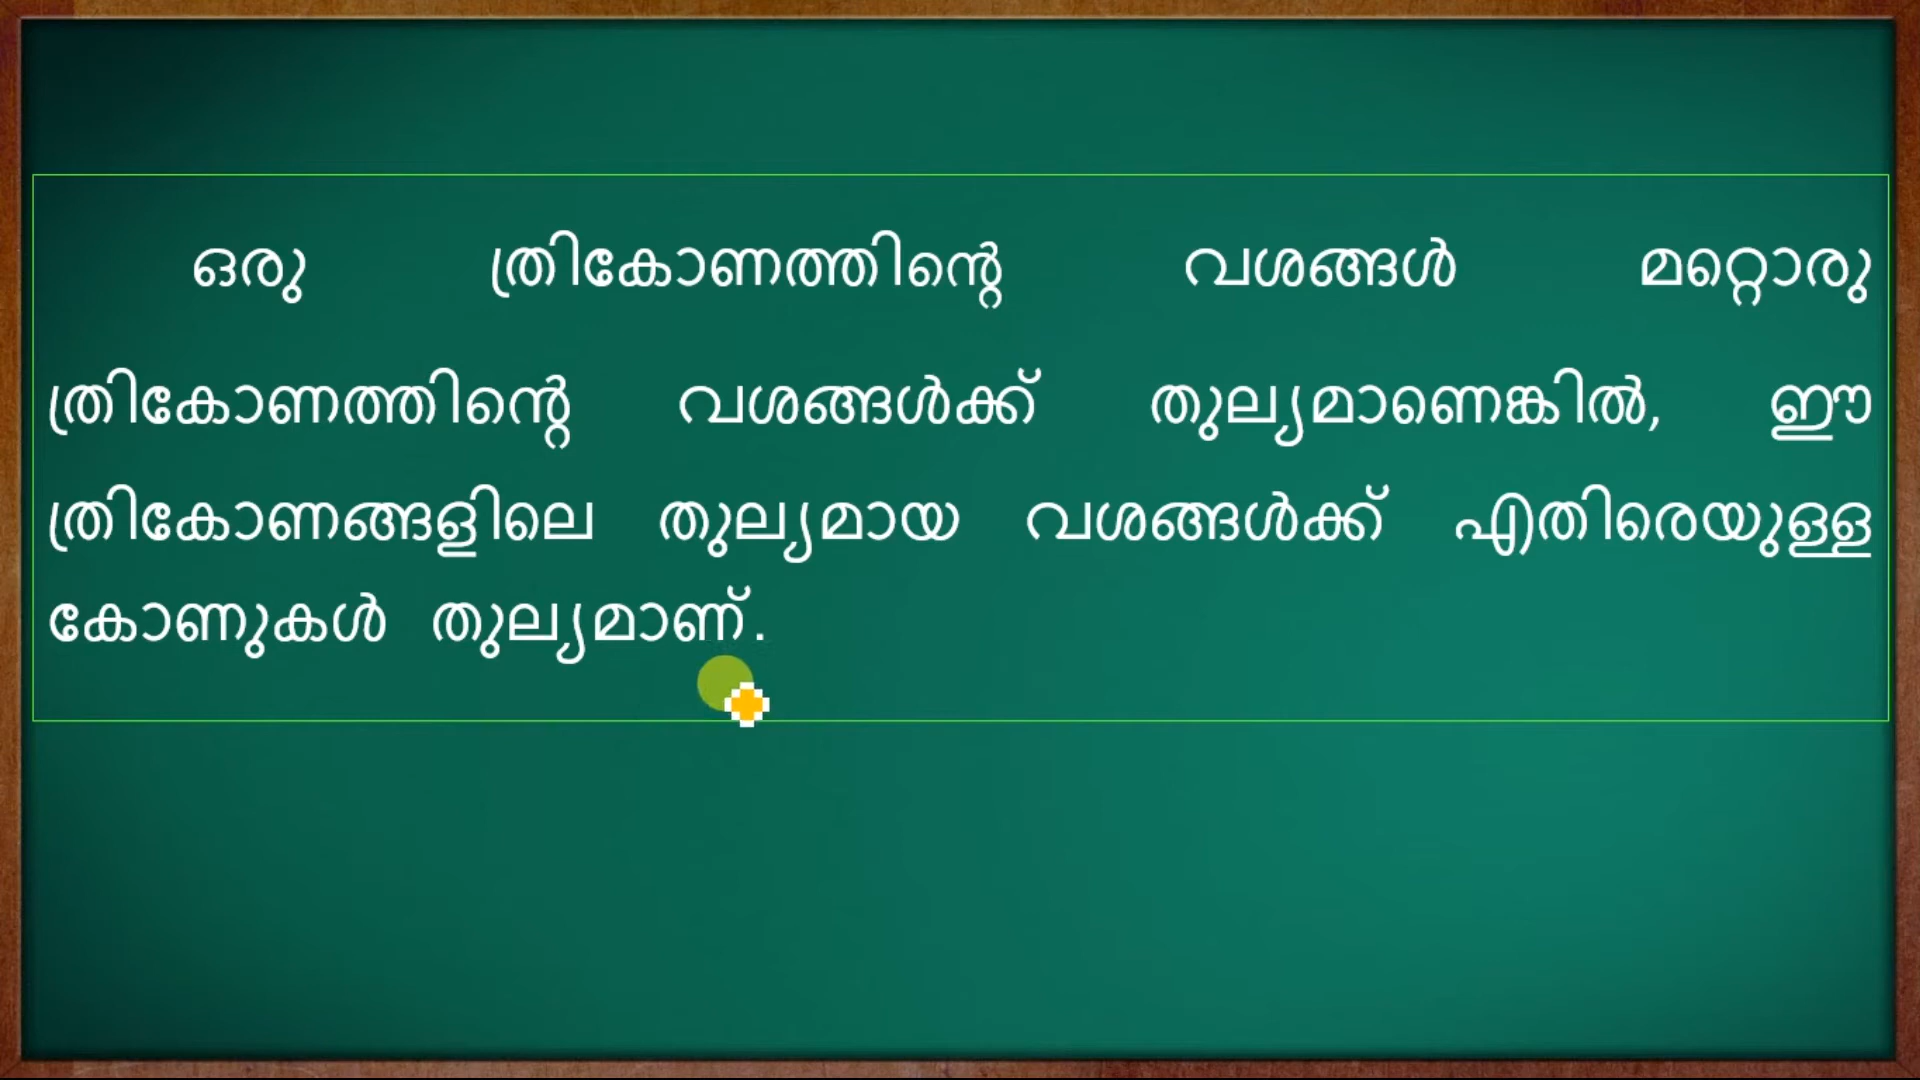 ഒരു ത്രികോണത്തിന്റെ വശങ്ങൾ മറ്റൊരു
ത്രികോണത്തിന്റെ വശങ്ങൾക്ക് തുല്യമാണെങ്കിൽ, ഈ
ത്രികോണങ്ങളിലെ തുല്യമായ വശങ്ങൾക്ക് എതിരെയുള്ള
കോണുകൾ തുല്യമാണ്.